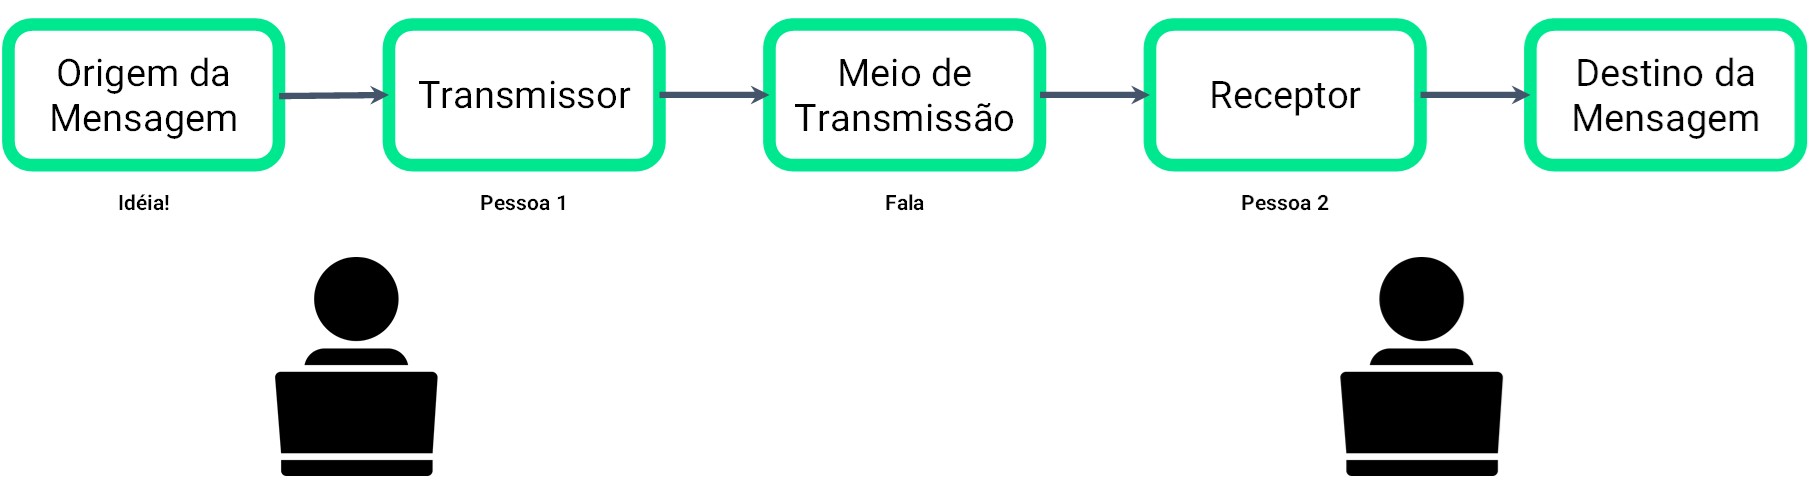 Origem da
Mensagem
Transmissor
Meio de
Transmissão
Receptor
Destino da
Mensagem
Idéia!
Pessoa 1
Fala
Pessoa 2